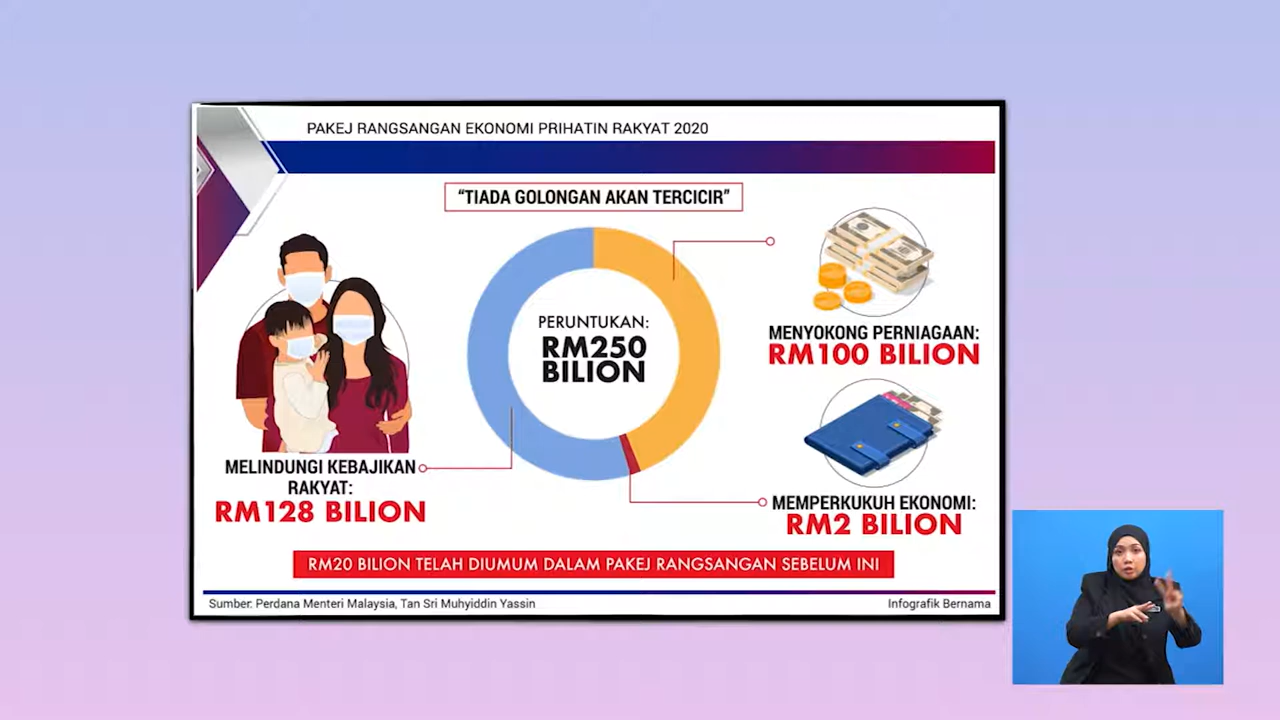 PAKEJ RANGSANGAN EKONOMI PRIHATIN RAKYAT 2020
“TIADA GOLONGAN AKAN TERCICIR”
PERUNTUKAN:
RM250
BILION
MENYOKONG PERNIAGAAN:
RM100 BILION
MELINDUNGI KEBAJIKAN
RAKYAT:
RM128 BILION
MEMPERKUKUH EKONOMI:
RM2 BILION
RM20 BILION TELAH DIUMUM DALAM PAKEJ RANGSANGAN SEBELUM INI
Sumber: Perdana Menteri Malaysia, Tan Sri Muhyiddin Yassin
Infografik Bernama